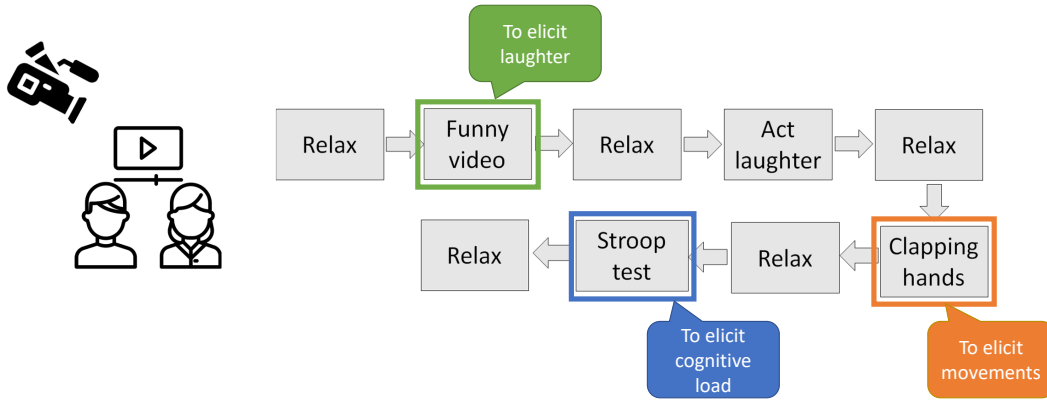 To elicit
laughter
Relax
Funny
video
Relax
Act
laughter
Relax
Relax
Stroop
test
Relax
Clapping
hands
To elicit
cognitive
load
To elicit
movements